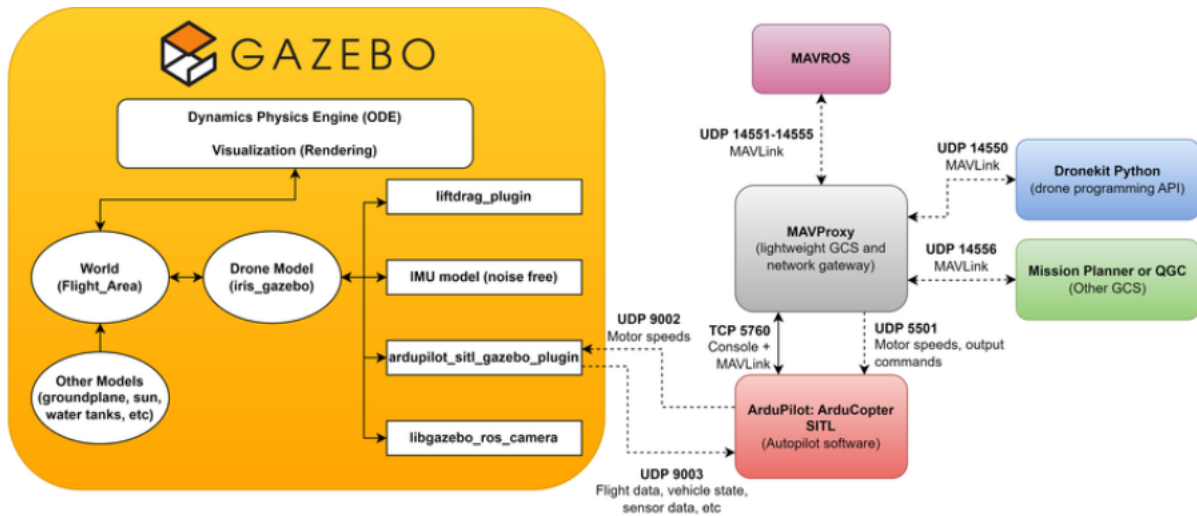 GAZEBO
Dynamics Physics Engine (ODE)
Visualization (Rendering)
liftdrag_plugin
World
(Flight_Area)
Drone Model
(iris_gazebo)
IMU model (noise free)
ardupilot_sitl_gazebo_plugin
Other Models
(groundplane, sun,
water tanks, etc)
libgazebo_ros_camera
UDP 9002
Motor speeds
UDP 9003
Flight data, vehicle state,
sensor data, etc
MAVROS
UDP 14551-14555
MAVLink
UDP 14550
MAVLink
Dronekit Python
(drone programming API)
MAVProxy
(lightweight GCS and
network gateway)
UDP 14556
MAVLink
Mission Planner or QGC
(Other GCS)
TCP 5760
Console +
MAVLink
UDP 5501
Motor speeds, output
commands
ArduPilot: ArduCopter
SITL
(Autopilot software)